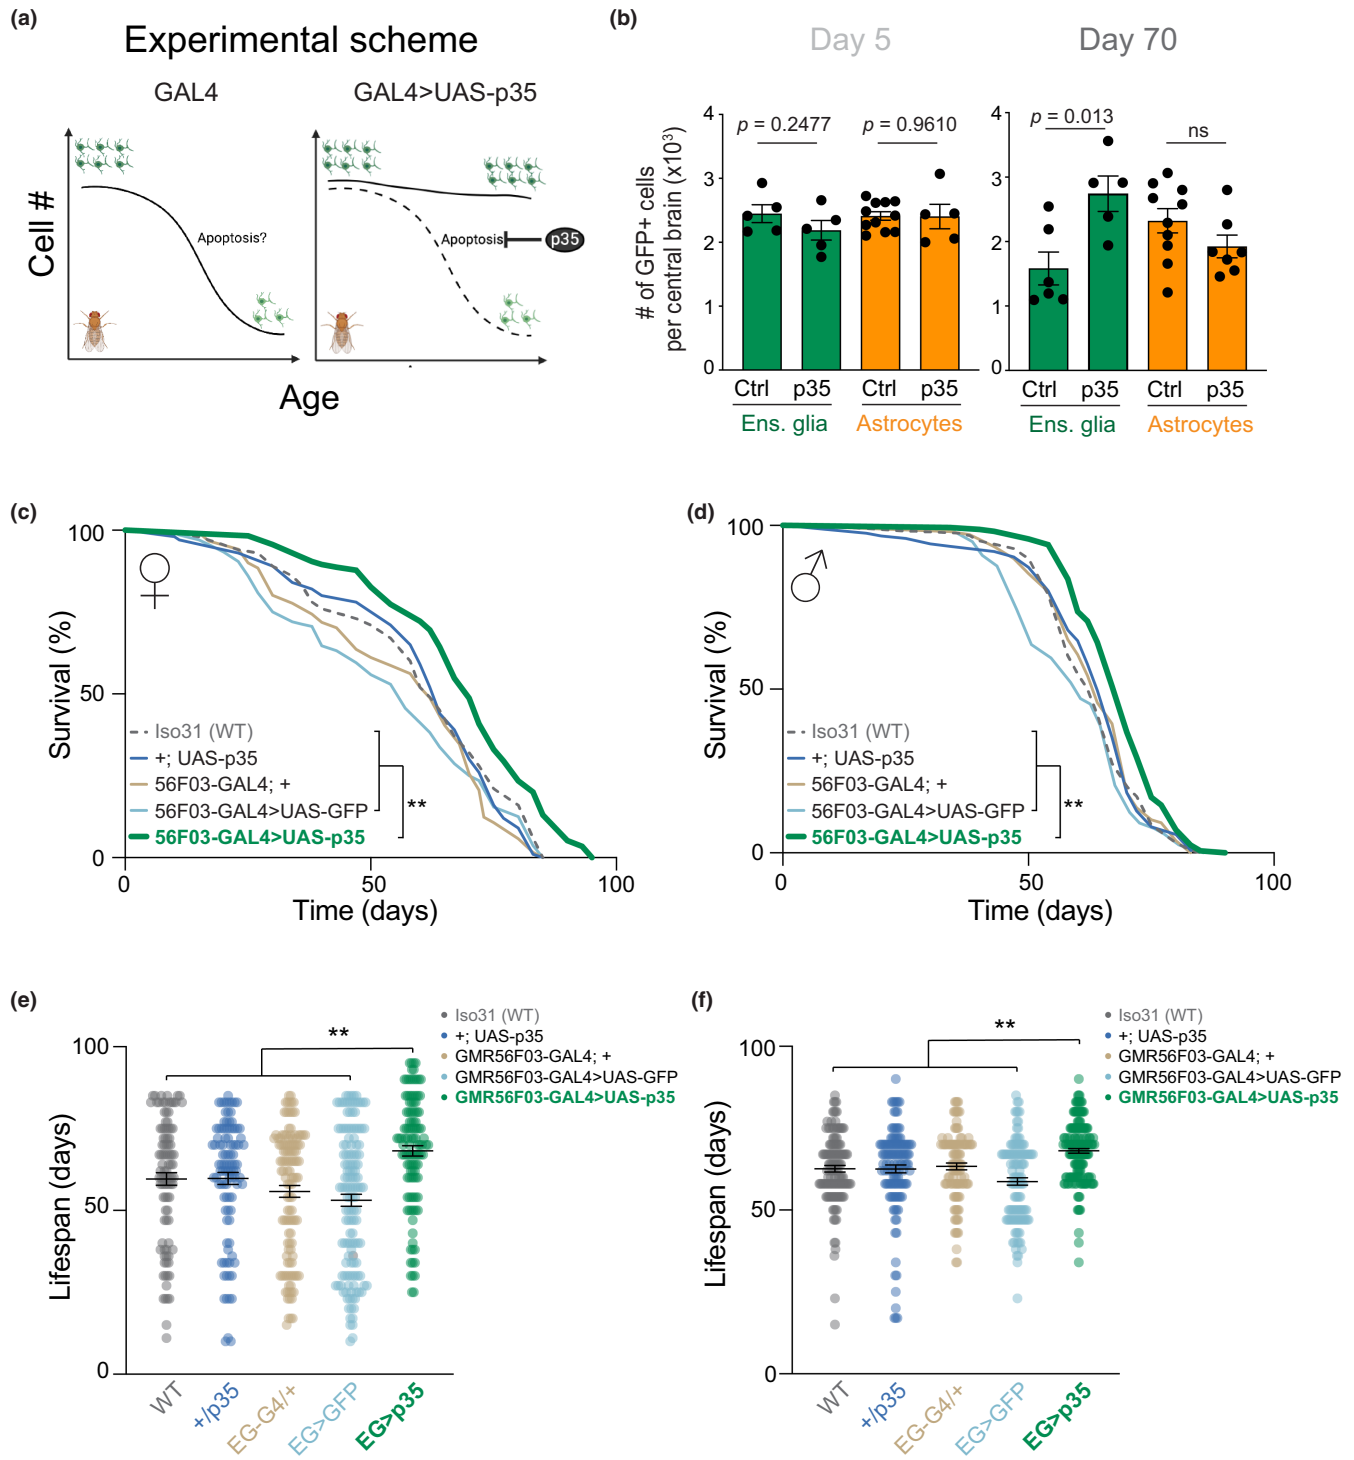 (a)
Experimental scheme
GAL4
GAL4>UAS-p35
Cell #
Apoptosis?
Apoptosis
p35
Age
(b)
Day 5
Day 70
# of GFP+ cells
per central brain (x10³)
4
3
2
1
0
p = 0.2477
p = 0.9610
Ctrl
p35
Ctrl
p35
Ens. glia
Astrocytes
4
3
2
1
0
p = 0.013
ns
Ctrl
p35
Ctrl
p35
Ens. glia
Astrocytes
(c)
Survival (%)
100
50
0
Iso31 (WT)
+; UAS-p35
56F03-GAL4; +
56F03-GAL4>UAS-GFP
56F03-GAL4>UAS-p35
**
0
50
100
Time (days)
(d)
Survival (%)
100
50
0
Iso31 (WT)
+; UAS-p35
56F03-GAL4; +
56F03-GAL4>UAS-GFP
56F03-GAL4>UAS-p35
**
0
50
100
Time (days)
(e)
Lifespan (days)
100
50
0
**
Iso31 (WT)
+; UAS-p35
GMR56F03-GAL4; +
GMR56F03-GAL4>UAS-GFP
GMR56F03-GAL4>UAS-p35
WT
+/p35
EG-G4/+
EG>GFP
EG>p35
(f)
Lifespan (days)
100
50
0
**
Iso31 (WT)
+; UAS-p35
GMR56F03-GAL4; +
GMR56F03-GAL4>UAS-GFP
GMR56F03-GAL4>UAS-p35
WT
+/p35
EG-G4/+
EG>GFP
EG>p35